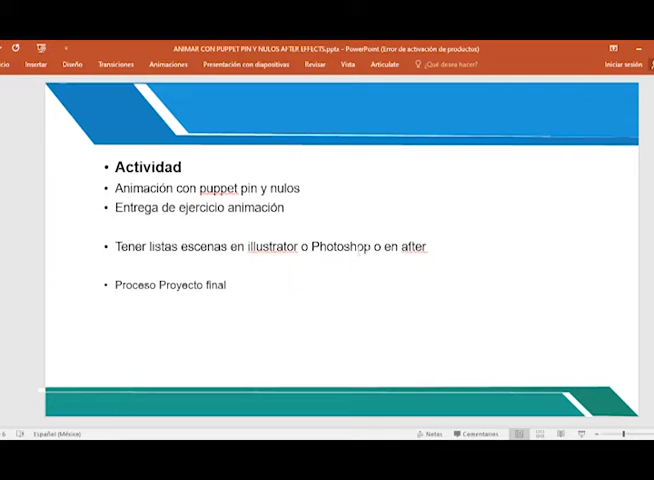 ANIMAR CON PUPPET PIN Y NULOS AFTER EFFECTS.pptx - PowerPoint (Error de activación de productos)
Insertar Diseño Transiciones Animaciones Presentación con diapositivas Revisar Vista Articulate ¿Qué desea hacer? Iniciar sesión
• Actividad
• Animación con puppet pin y nulos
• Entrega de ejercicio animación
• Tener listas escenas en illustrator o Photoshop o en after
• Proceso Proyecto final
Español (México) Notas Comentarios